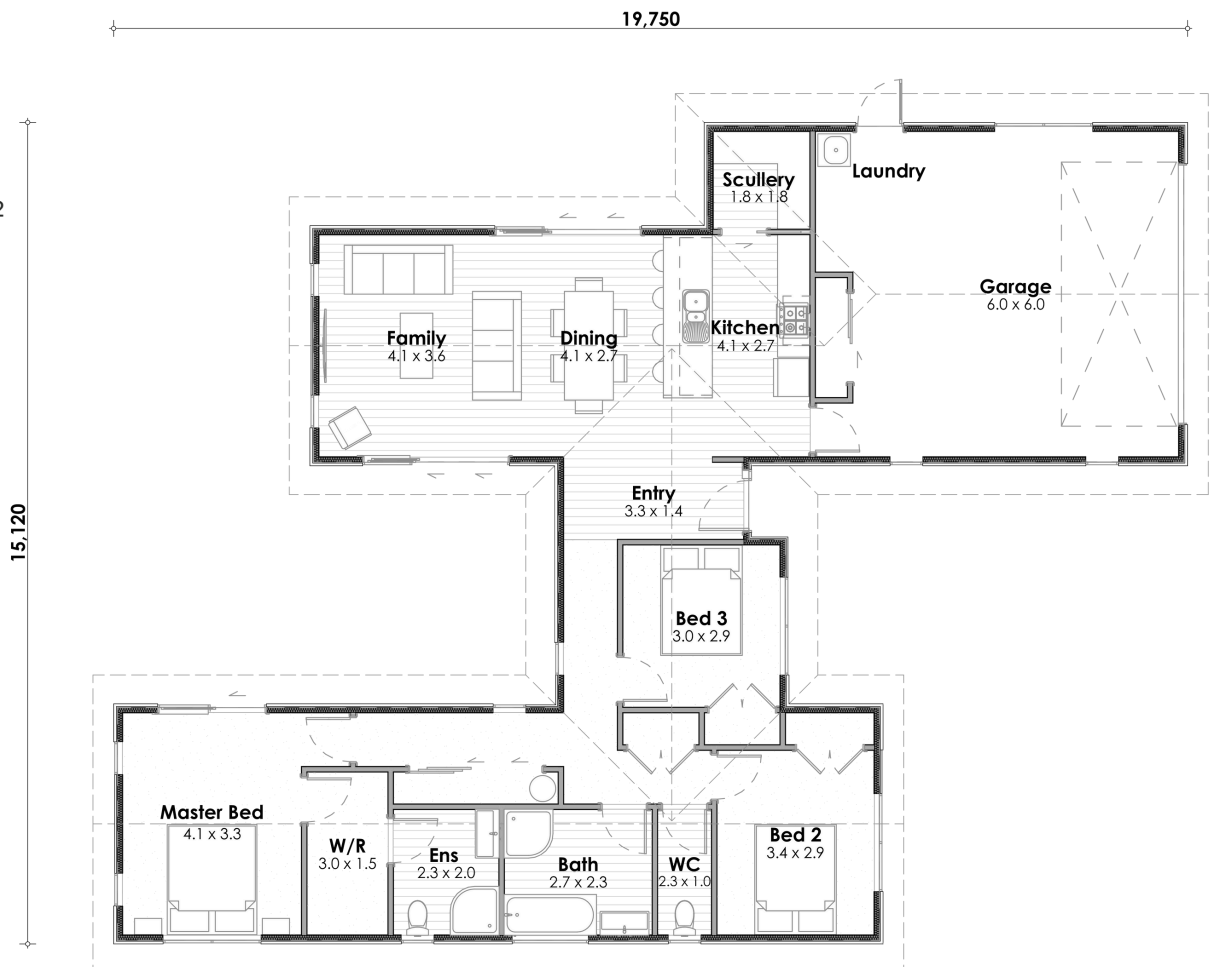 19,750
Scullery
1.8 x 1.8
Laundry
Garage
6.0 x 6.0
Family
4.1 x 3.6
Dining
4.1 x 2.7
Kitchen
4.1 x 2.7
Entry
3.3 x 1.4
15,120
Bed 3
3.0 x 2.9
Master Bed
4.1 x 3.3
W/R
3.0 x 1.5
Ens
2.3 x 2.0
Bath
2.7 x 2.3
WC
2.3 x 1.0
Bed 2
3.4 x 2.9